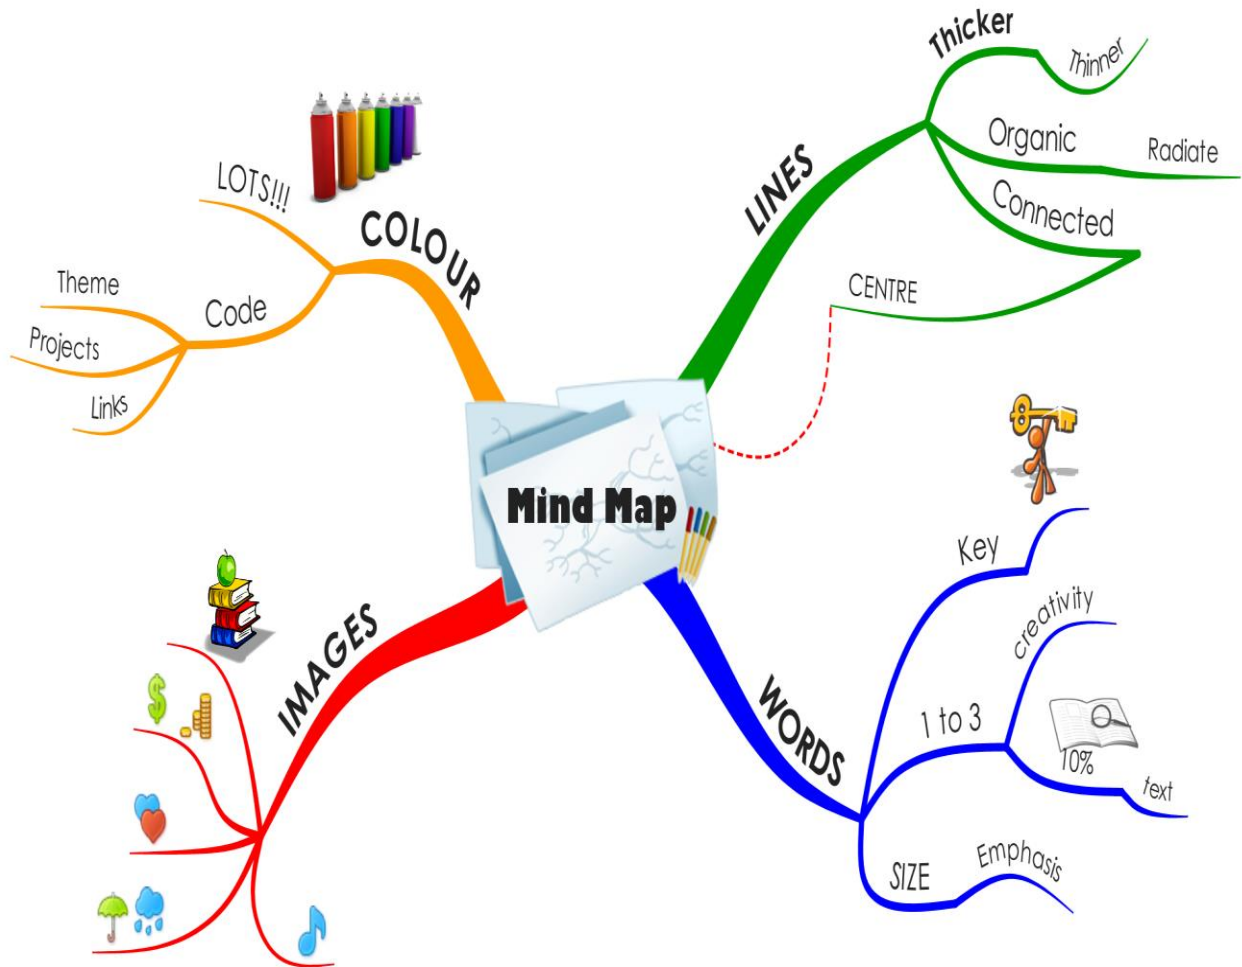 Mind Map
LINES
Thicker
Thinner
Organic
Radiate
Connected
CENTRE
WORDS
Key
1 to 3
creativity
10%
text
SIZE
Emphasis
IMAGES
COLOUR
LOTS!!!
Code
Theme
Projects
Links